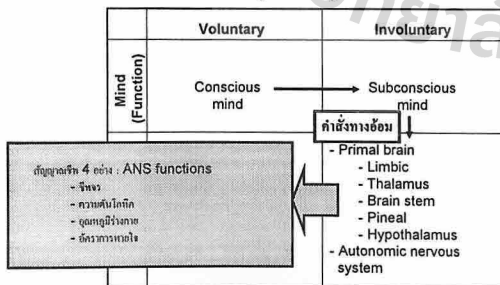 Voluntary
Involuntary
Mind
(Function)
Conscious
mind
Subconscious
mind
คำสั่งทางอ้อม
- Primal brain
- Limbic
- Thalamus
- Brain stem
- Pineal
- Hypothalamus
- Autonomic nervous
system
สัญญาณชีพ 4 อย่าง : ANS functions
- ชีพจร
- ความดันโลหิต
- อุณหภูมิร่างกาย
- อัตราการหายใจ